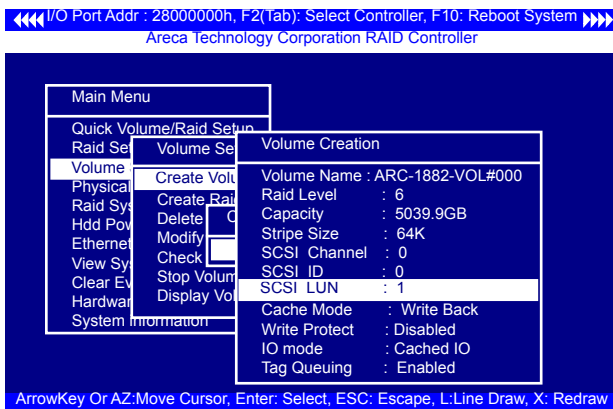 I/O Port Addr : 28000000h, F2(Tab): Select Controller, F10: Reboot System
Areca Technology Corporation RAID Controller
Main Menu
Quick Volume/Raid Setup
Raid Set
Volume
Physical
Raid Sys
Hdd Pow
Ethernet
View Sy
Clear Ev
Hardwar
System Information
Volume Se
Create Volu
Create Rai
Delete
Modify
Check
Stop Volum
Display Vol
C
Volume Creation
Volume Name : ARC-1882-VOL#000
Raid Level : 6
Capacity : 5039.9GB
Stripe Size : 64K
SCSI Channel : 0
SCSI ID : 0
SCSI LUN : 1
Cache Mode : Write Back
Write Protect : Disabled
IO mode : Cached IO
Tag Queuing : Enabled
ArrowKey Or AZ:Move Cursor, Enter: Select, ESC: Escape, L:Line Draw, X: Redraw